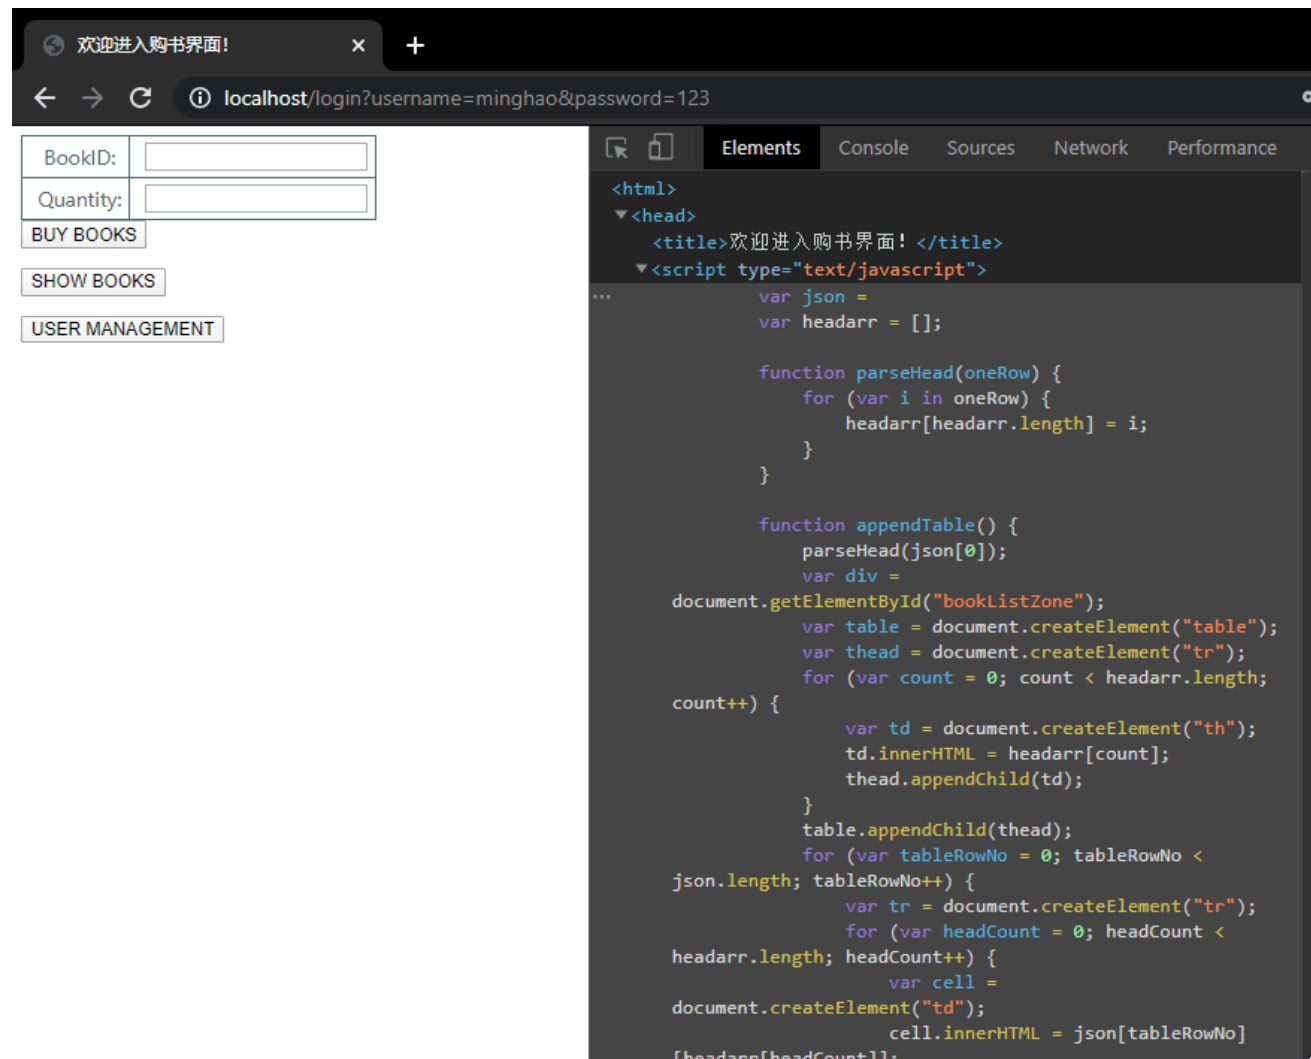 欢迎进入购书界面!
localhost/login?username=minghao&password=123
BookID:
Quantity:
BUY BOOKS
SHOW BOOKS
USER MANAGEMENT
Elements Console Sources Network Performance
<html>
<head>
<title>欢迎进入购书界面! </title>
<script type="text/javascript">
var json =
var headarr = [];
function parseHead(oneRow) {
for (var i in oneRow) {
headarr[headarr.length] = i;
}
}
function appendTable() {
parseHead(json[0]);
var div =
document.getElementById("bookListZone");
var table = document.createElement("table");
var thead = document.createElement("tr");
for (var count = 0; count < headarr.length;
count++) {
var td = document.createElement("th");
td.innerHTML = headarr[count];
thead.appendChild(td);
}
table.appendChild(thead);
for (var tableRowNo = 0; tableRowNo <
json.length; tableRowNo++) {
var tr = document.createElement("tr");
for (var headCount = 0; headCount <
headarr.length; headCount++) {
var cell =
document.createElement("td");
cell.innerHTML = json[tableRowNo]
[headarr[headCount]];